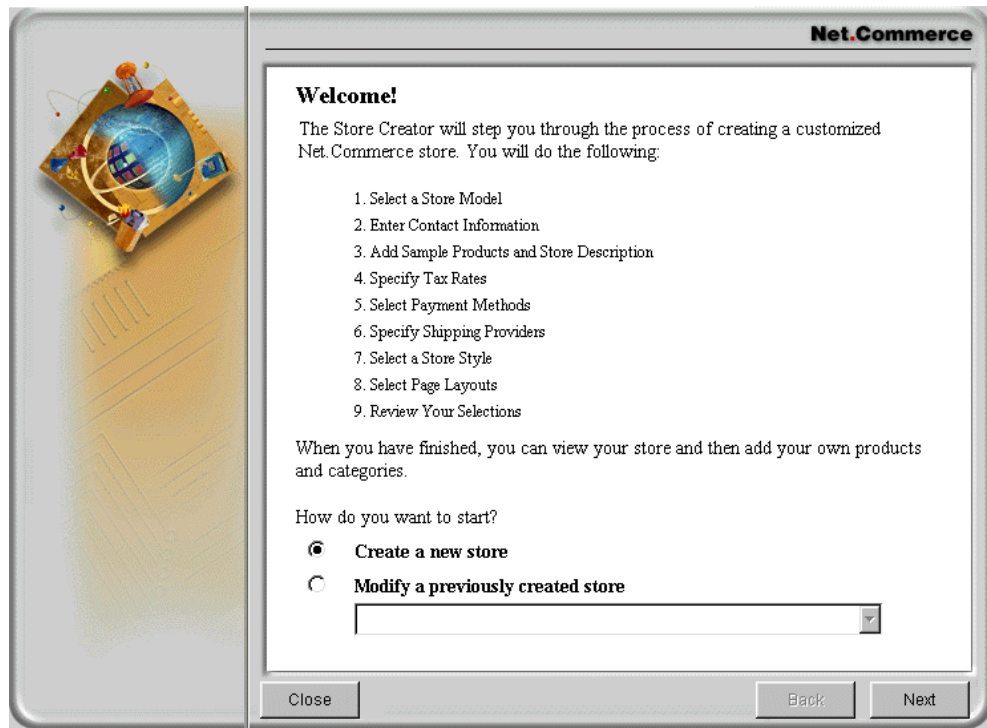 Net.Commerce
Welcome!
The Store Creator will step you through the process of creating a customized
Net.Commerce store. You will do the following:
1. Select a Store Model
2. Enter Contact Information
3. Add Sample Products and Store Description
4. Specify Tax Rates
5. Select Payment Methods
6. Specify Shipping Providers
7. Select a Store Style
8. Select Page Layouts
9. Review Your Selections
When you have finished, you can view your store and then add your own products
and categories.
How do you want to start?
Create a new store
Modify a previously created store
Close Back Next